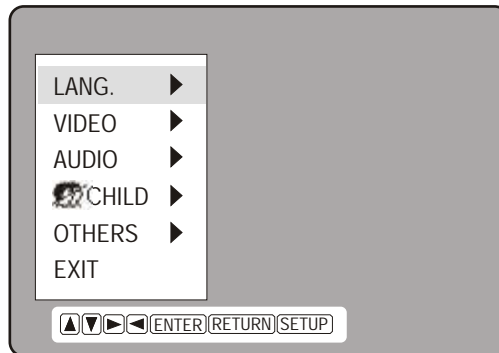 LANG.
VIDEO
AUDIO
CHILD
OTHERS
EXIT
ENTER RETURN SETUP